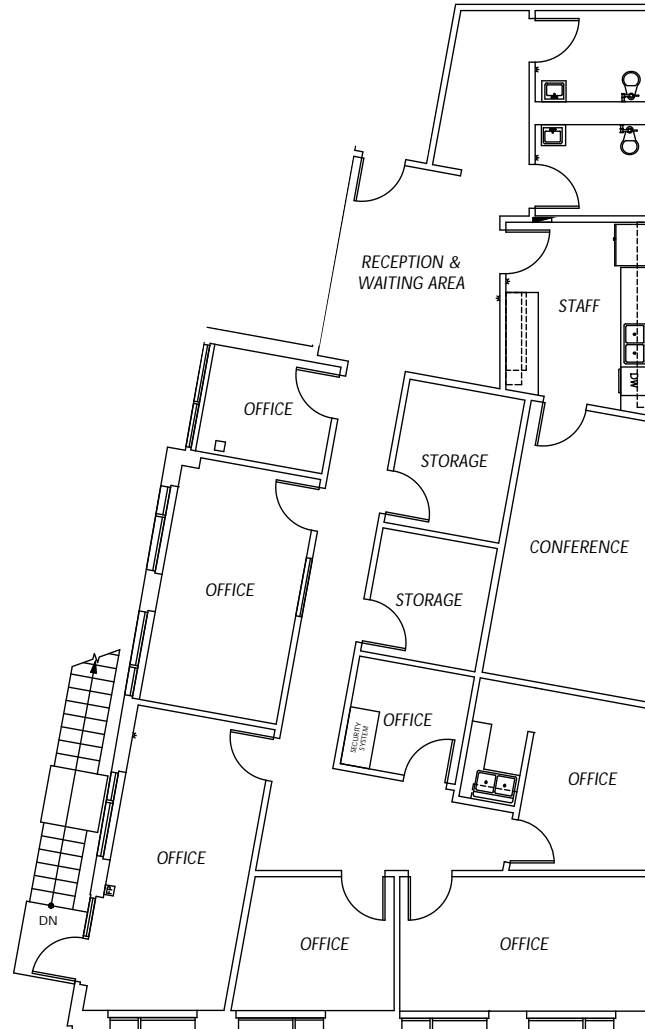 RECEPTION &
WAITING AREA
STAFF
DW
OFFICE
STORAGE
CONFERENCE
OFFICE
STORAGE
OFFICE
SECURITY
SYSTEM
OFFICE
OFFICE
DN
OFFICE
OFFICE